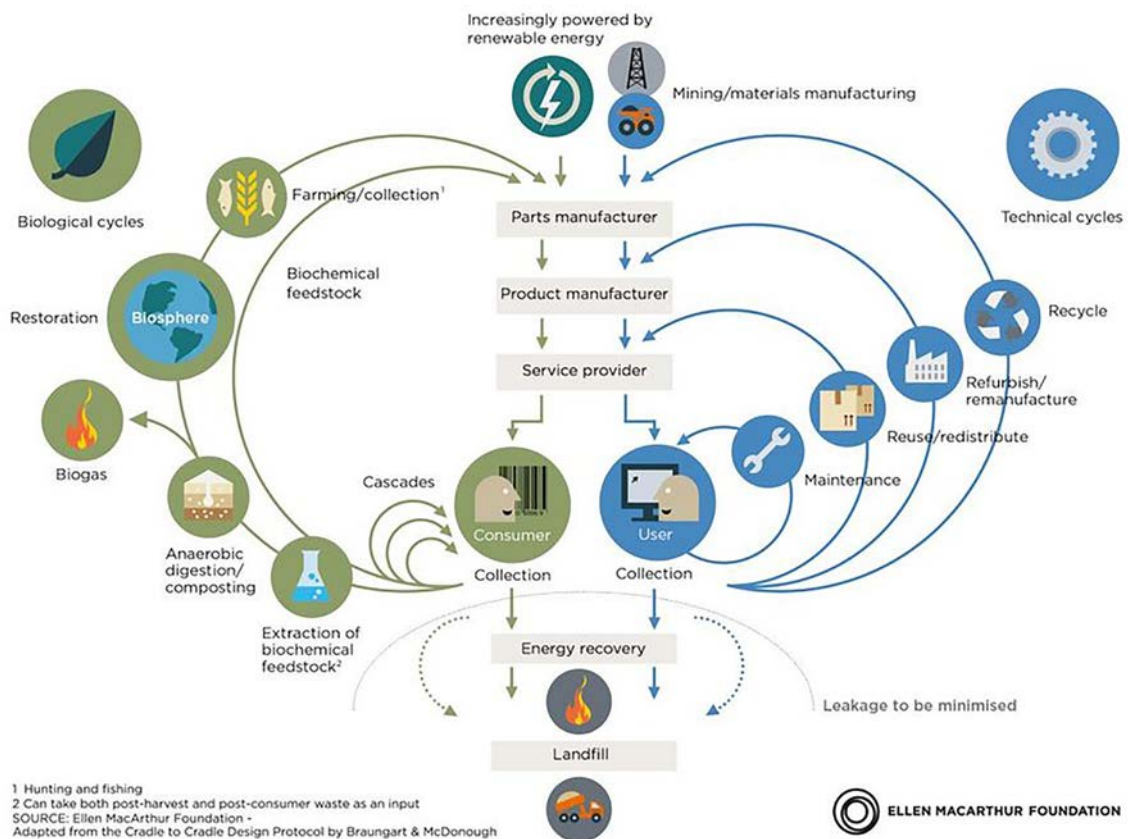 Increasingly powered by
renewable energy
Mining/materials manufacturing
Biological cycles
Technical cycles
Farming/collection¹
Parts manufacturer
Biochemical
feedstock
Product manufacturer
Restoration
Biosphere
Recycle
Service provider
Refurbish/
remanufacture
Reuse/redistribute
Biogas
Cascades
Maintenance
Consumer
User
Anaerobic
digestion/
composting
Collection
Collection
Extraction of
biochemical
feedstock²
Energy recovery
Leakage to be minimised
Landfill
1 Hunting and fishing
2 Can take both post-harvest and post-consumer waste as an input
SOURCE: Ellen MacArthur Foundation -
Adapted from the Cradle to Cradle Design Protocol by Braungart & McDonough
ELLEN MACARTHUR FOUNDATION